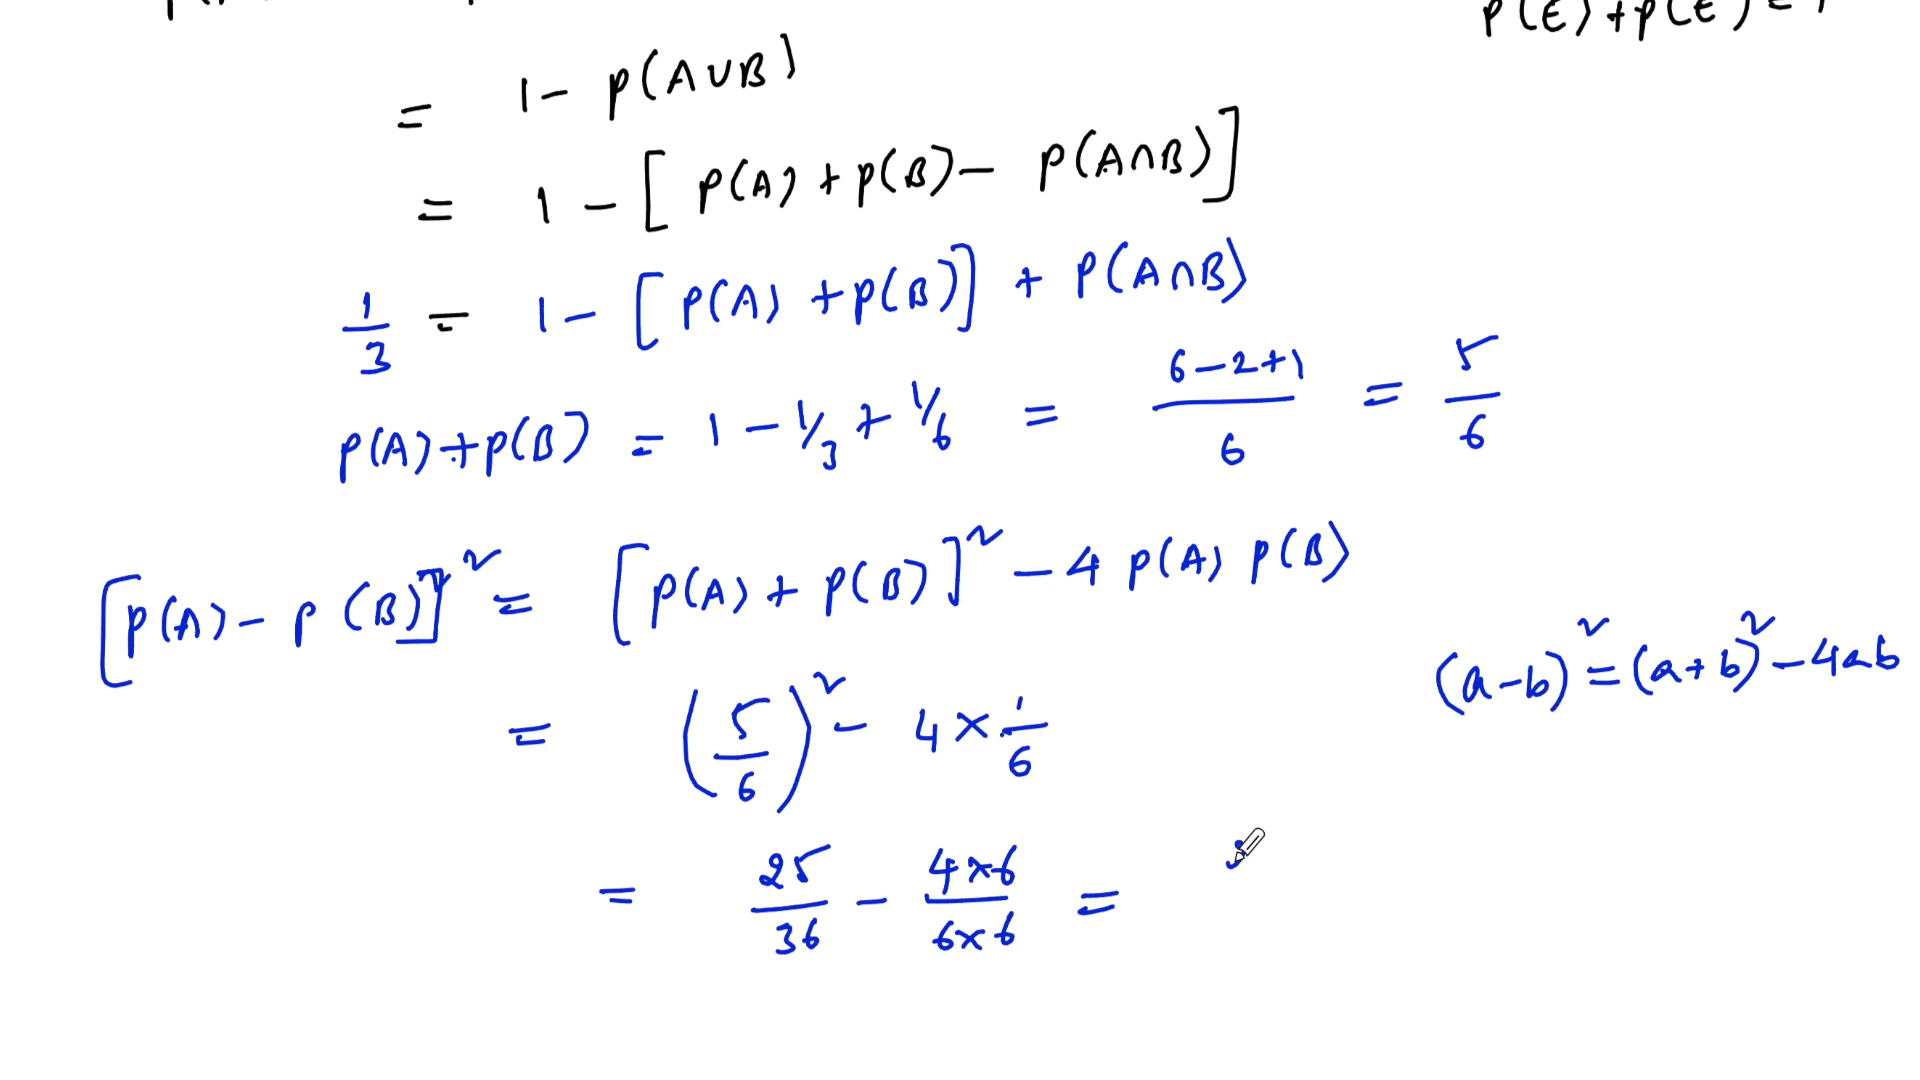 P(E) + P(E
= 1 - P(A∪B)
= 1 - [P(A) + P(B) - P(A∩B)]
1/3 = 1 - [P(A) + P(B)] + P(A∩B)
P(A) + P(B) = 1 - 1/3 + 1/6 = (6-2+1)/6 = 5/6
[P(A) - P(B)]² = [P(A) + P(B)]² - 4 P(A) P(B)
(a-b)² = (a+b)² - 4ab
= (5/6)² - 4 × 1/6
= 25/36 - (4×6)/(6×6) =